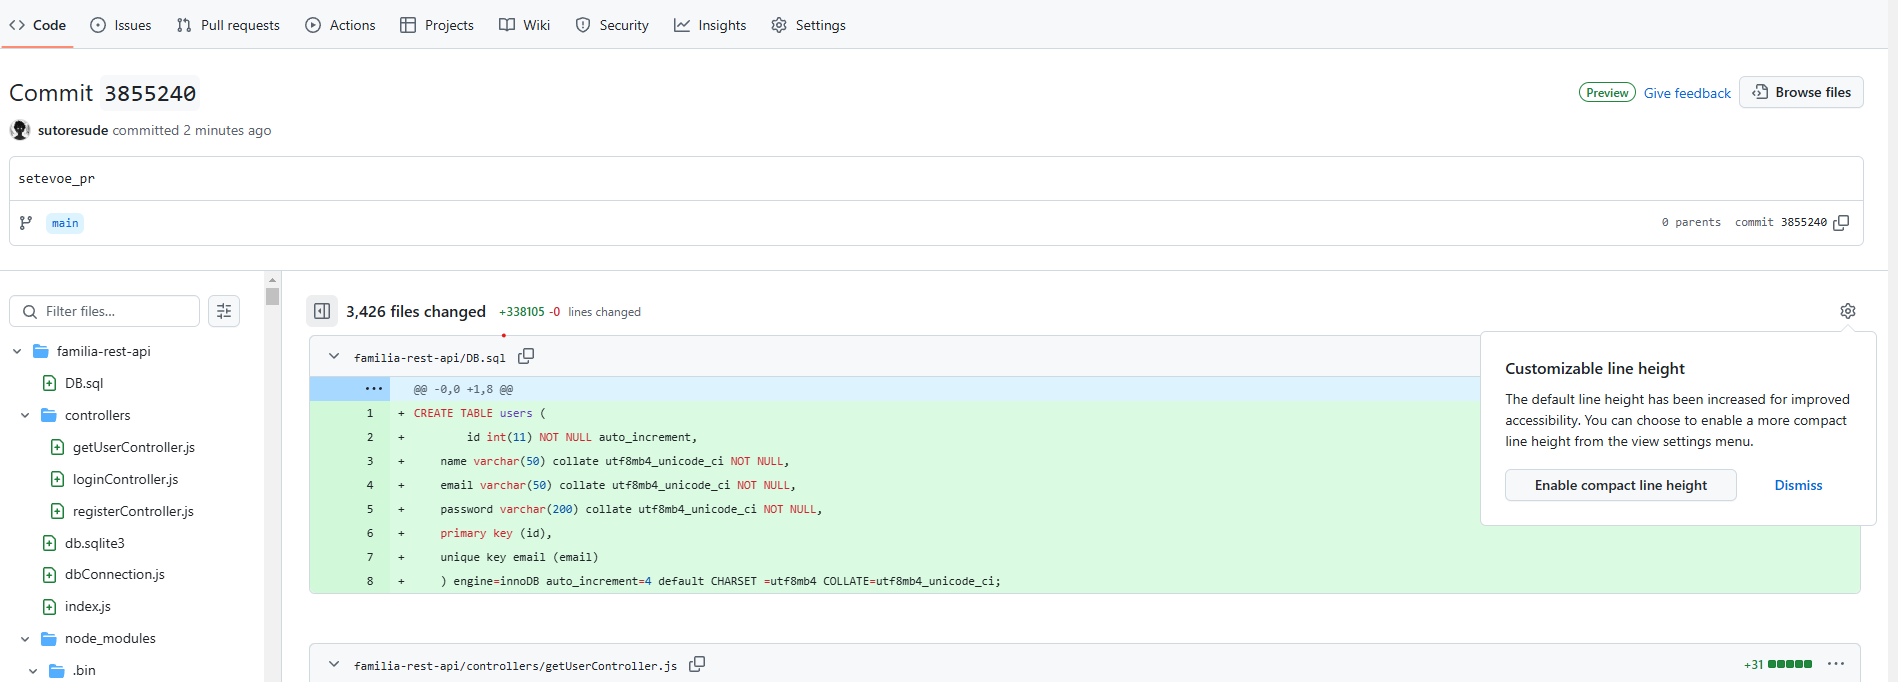 Code Issues Pull requests Actions Projects Wiki Security Insights Settings
Commit 3855240
Preview Give feedback Browse files
sutoresude committed 2 minutes ago
setevoe_pr
main
0 parents commit 3855240
Filter files...
familia-rest-api
DB.sql
controllers
getUserController.js
loginController.js
registerController.js
db.sqlite3
dbConnection.js
index.js
node_modules
.bin
3,426 files changed +338105 -0 lines changed
familia-rest-api/DB.sql
@@ -0,0 +1,8 @@
1 + CREATE TABLE users (
2 + id int(11) NOT NULL auto_increment,
3 + name varchar(50) collate utf8mb4_unicode_ci NOT NULL,
4 + email varchar(50) collate utf8mb4_unicode_ci NOT NULL,
5 + password varchar(200) collate utf8mb4_unicode_ci NOT NULL,
6 + primary key (id),
7 + unique key email (email)
8 + ) engine=innoDB auto_increment=4 default CHARSET =utf8mb4 COLLATE=utf8mb4_unicode_ci;
Customizable line height
The default line height has been increased for improved
accessibility. You can choose to enable a more compact
line height from the view settings menu.
Enable compact line height Dismiss
familia-rest-api/controllers/getUserController.js
+31